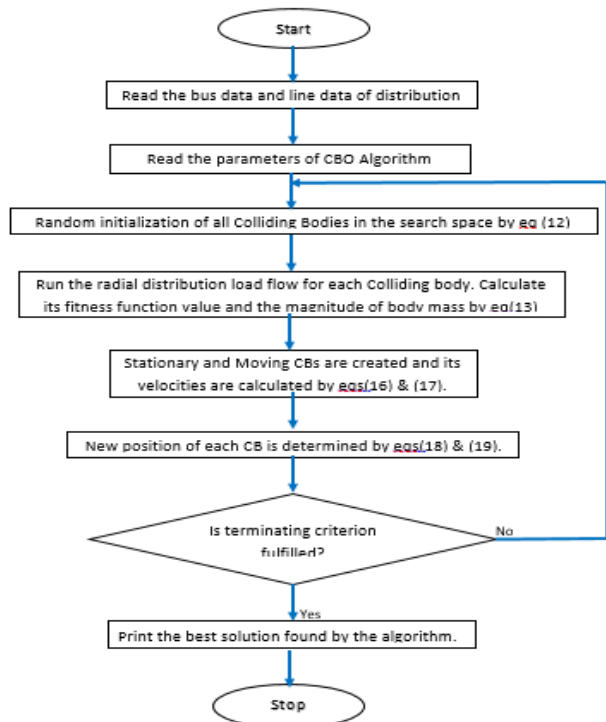 Start
Read the bus data and line data of distribution
Read the parameters of CBO Algorithm
Random initialization of all Colliding Bodies in the search space by eq (12)
Run the radial distribution load flow for each Colliding body. Calculate
its fitness function value and the magnitude of body mass by eq(13)
Stationary and Moving CBs are created and its
velocities are calculated by eqs(16) & (17).
New position of each CB is determined by eqs(18) & (19).
Is terminating criterion
fulfilled?
No
Yes
Print the best solution found by the algorithm.
Stop